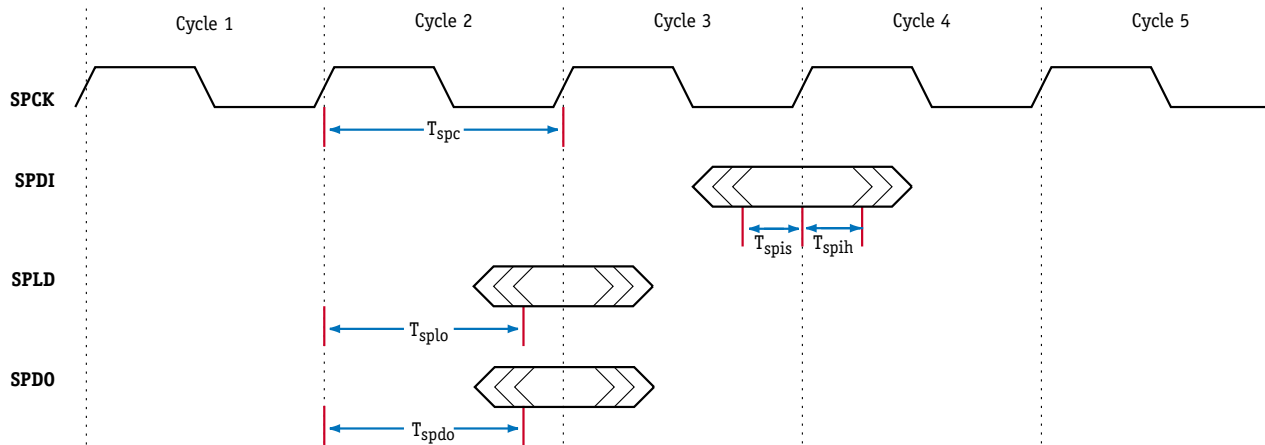 Cycle 1 Cycle 2 Cycle 3 Cycle 4 Cycle 5
SPCK
Tspc
SPDI
Tspis Tspih
SPLD
Tsplo
SPDO
Tspdo